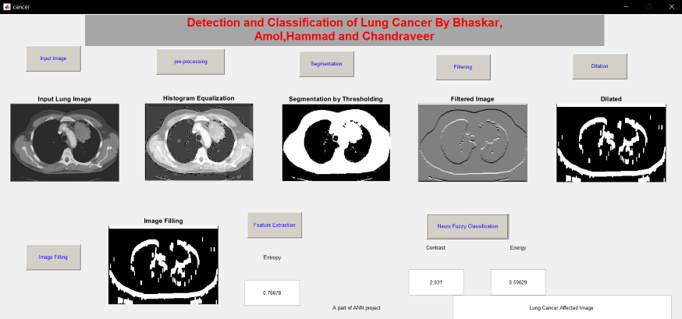 cancer
Detection and Classification of Lung Cancer By Bhaskar,
Amol,Hammad and Chandraveer
Input Image
pre-processing
Segmentation
Filtering
Dilation
Input Lung Image
Histogram Equalization
Segmentation by Thresholding
Filtered Image
Dilated
Image Filling
Image Filling
Feature Extraction
Neuro Fuzzy Classification
Entropy
Contrast
Energy
0.76678
2.931
0.59829
A part of ANN project
Lung Cancer Affected Image